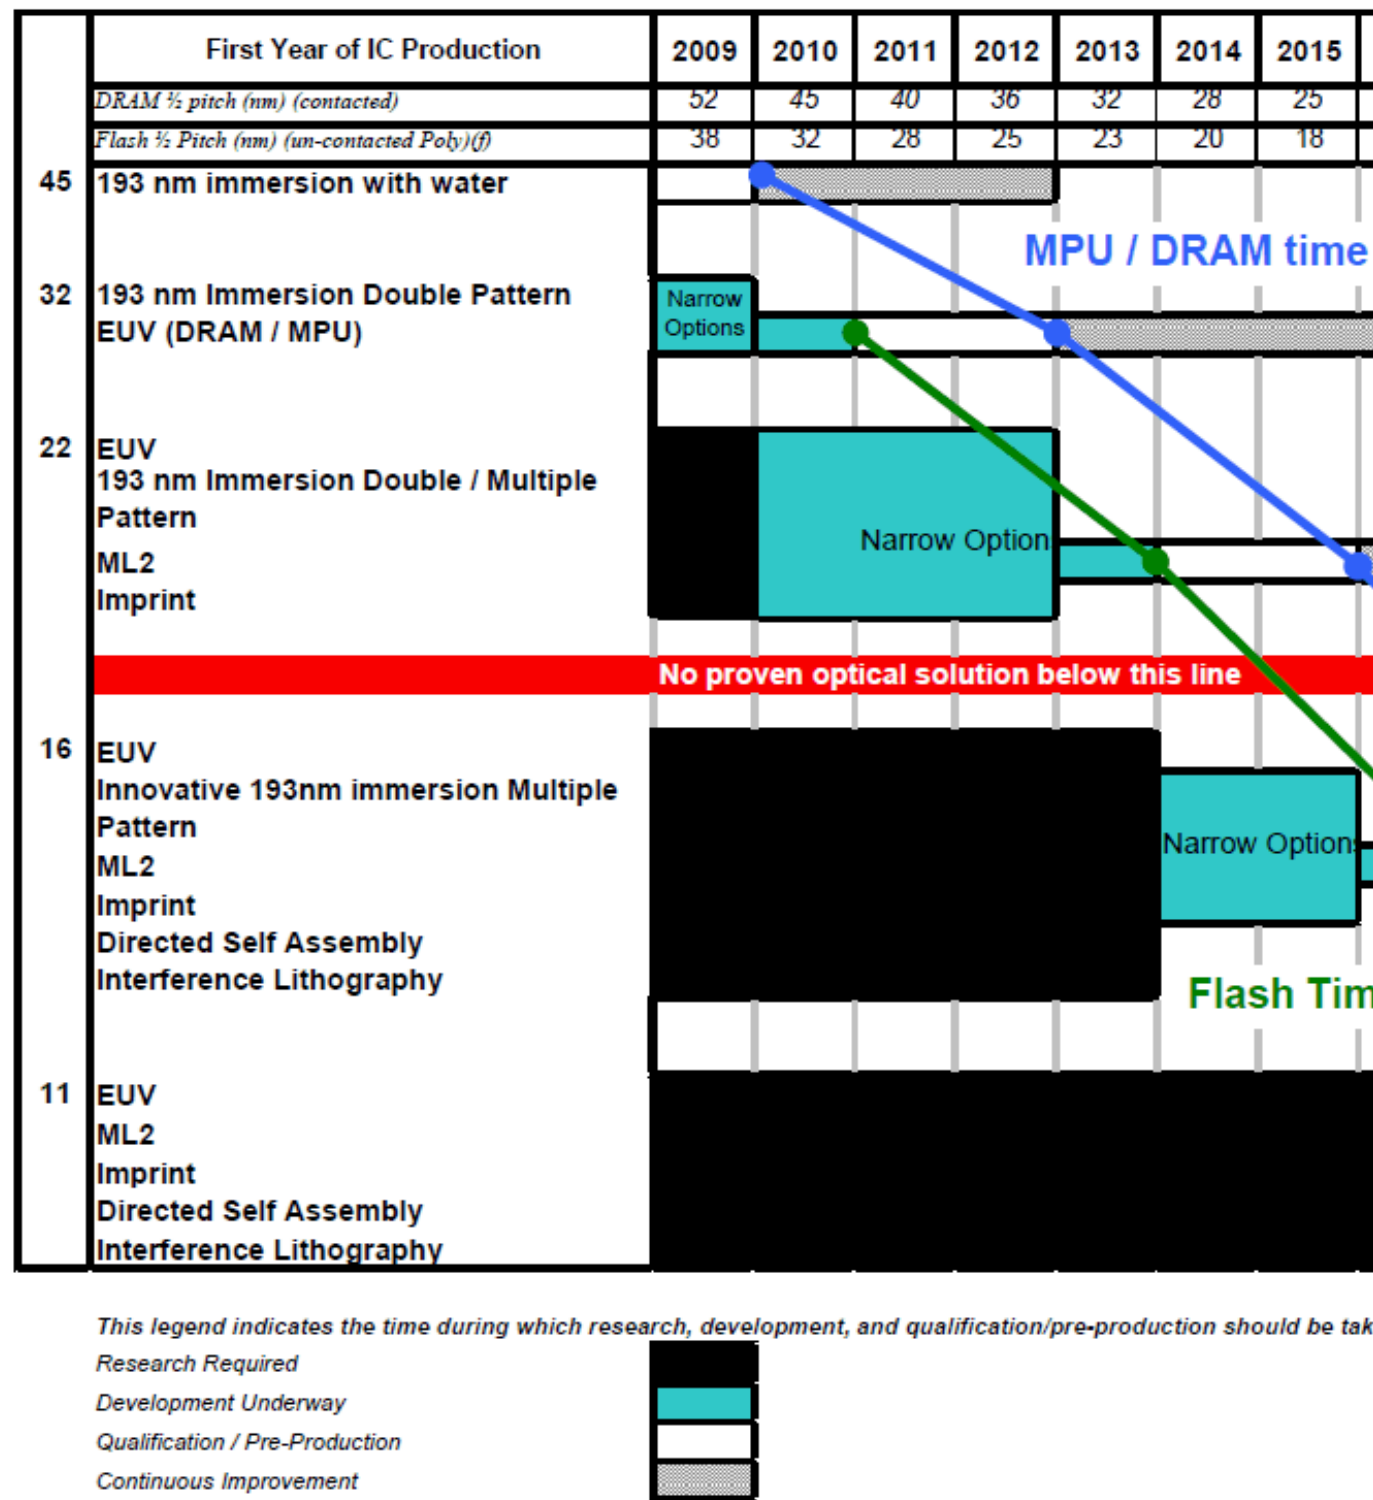 First Year of IC Production 2009 2010 2011 2012 2013 2014 2015
DRAM ½ pitch (nm) (contacted) 52 45 40 36 32 28 25
Flash ½ Pitch (nm) (un-contacted Poly)(f) 38 32 28 25 23 20 18
45 193 nm immersion with water
MPU / DRAM time
32 193 nm Immersion Double Pattern
EUV (DRAM / MPU)
Narrow
Options
22 EUV
193 nm Immersion Double / Multiple
Pattern
ML2
Imprint
Narrow Option
No proven optical solution below this line
16 EUV
Innovative 193nm immersion Multiple
Pattern
ML2
Imprint
Directed Self Assembly
Interference Lithography
Narrow Options
Flash Tim
11 EUV
ML2
Imprint
Directed Self Assembly
Interference Lithography
This legend indicates the time during which research, development, and qualification/pre-production should be tak
Research Required
Development Underway
Qualification / Pre-Production
Continuous Improvement